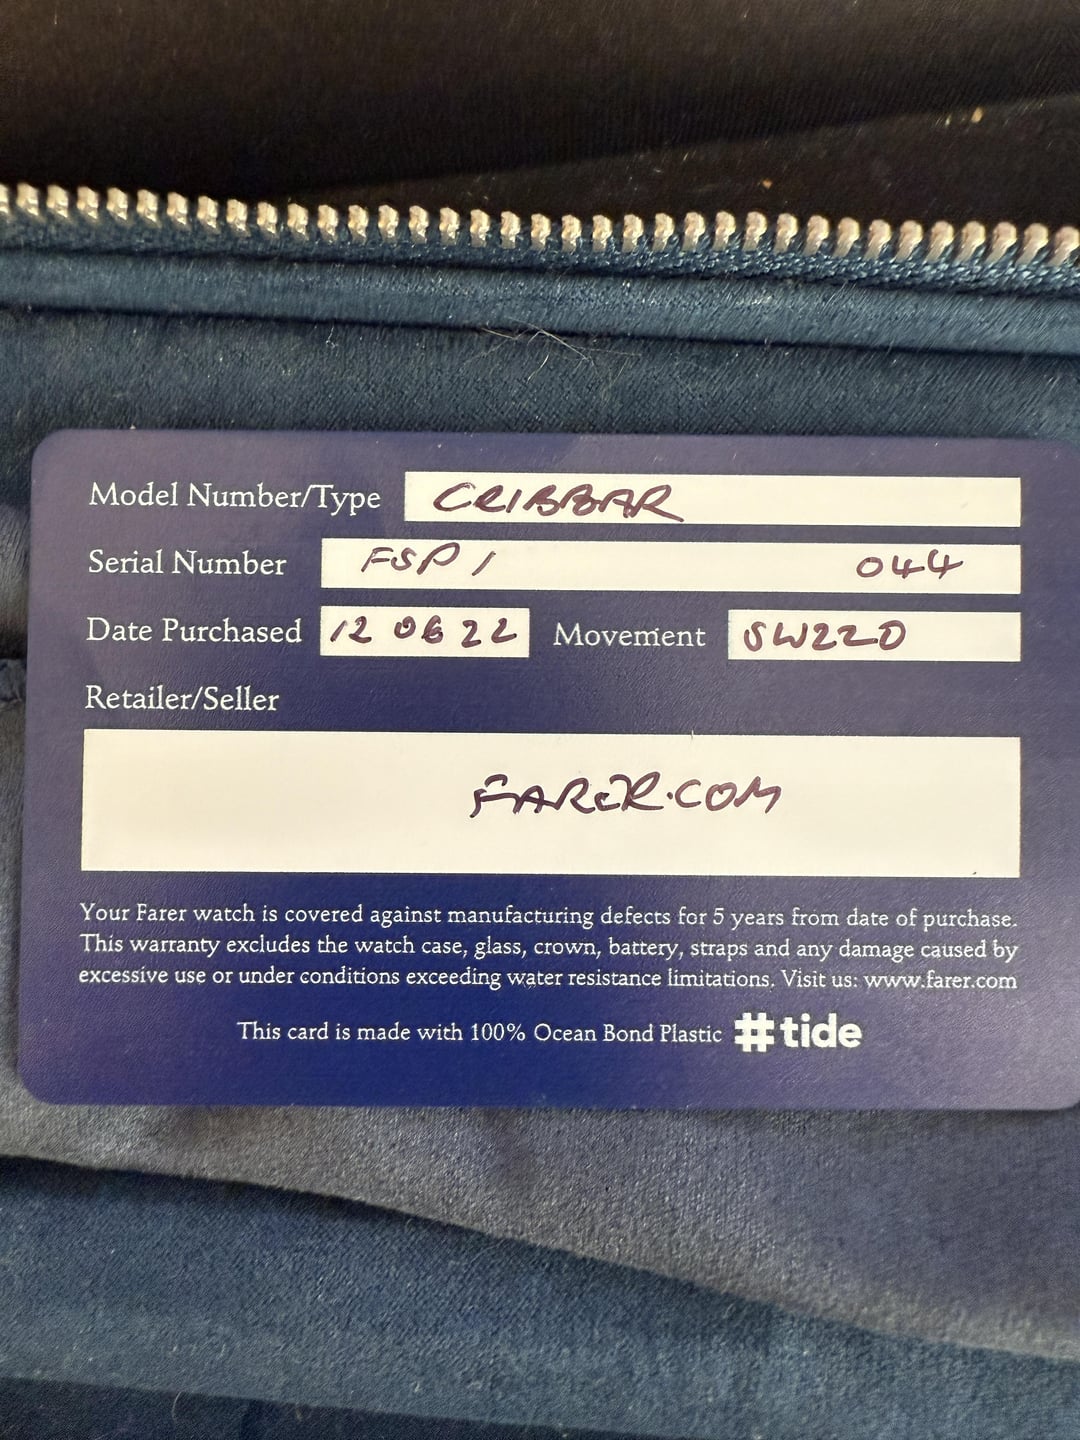 Model Number/Type CRIBBAR
Serial Number FSP1 044
Date Purchased 12 06 22 Movement SW220
Retailer/Seller
FARER.COM
Your Farer watch is covered against manufacturing defects for 5 years from date of purchase.
This warranty excludes the watch case, glass, crown, battery, straps and any damage caused by
excessive use or under conditions exceeding water resistance limitations. Visit us: www.farer.com
This card is made with 100% Ocean Bond Plastic #tide